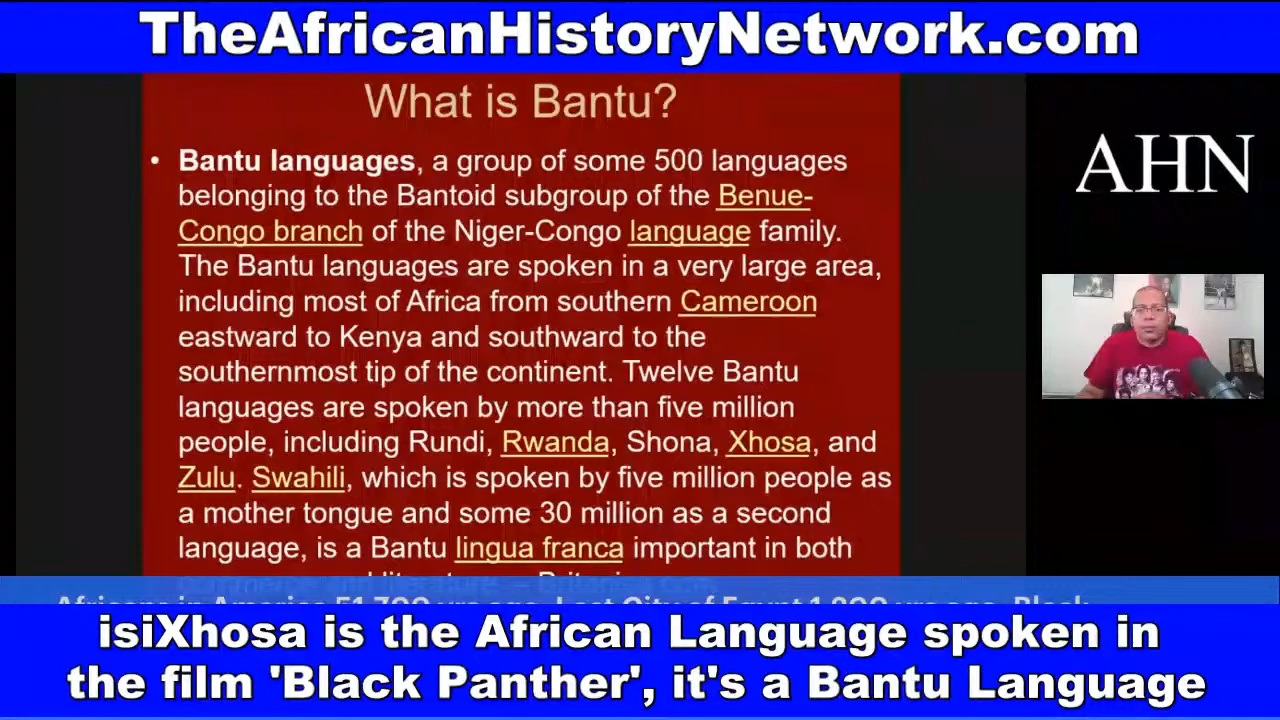 TheAfricanHistoryNetwork.com
What is Bantu?
• Bantu languages, a group of some 500 languages
belonging to the Bantoid subgroup of the Benue-
Congo branch of the Niger-Congo language family.
The Bantu languages are spoken in a very large area,
including most of Africa from southern Cameroon
eastward to Kenya and southward to the
southernmost tip of the continent. Twelve Bantu
languages are spoken by more than five million
people, including Rundi, Rwanda, Shona, Xhosa, and
Zulu. Swahili, which is spoken by five million people as
a mother tongue and some 30 million as a second
language, is a Bantu lingua franca important in both
AHN
isiXhosa is the African Language spoken in
the film 'Black Panther', it's a Bantu Language